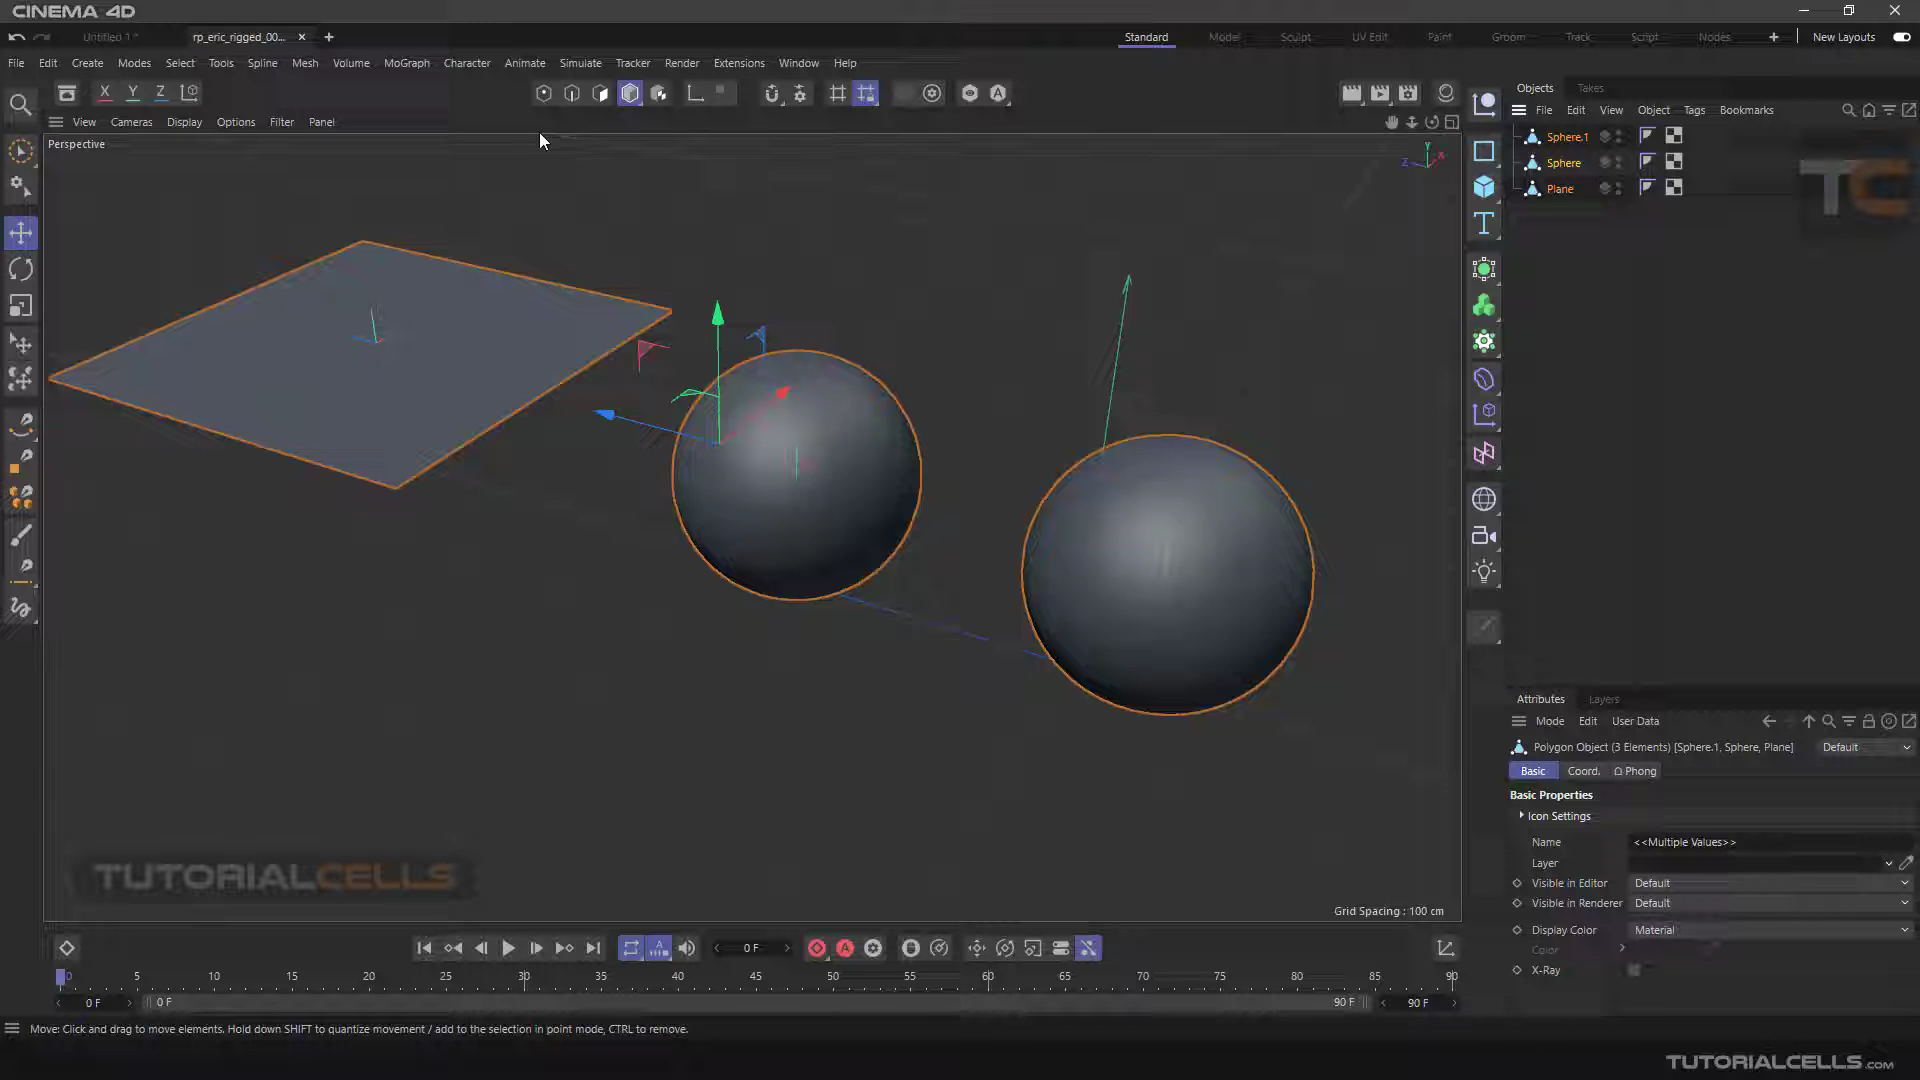 CINEMA 4D
Untitled 1 *
rp_eric_rigged_00...
Standard
Model
Sculpt
UV Edit
Paint
Groom
Track
Script
Nodes
New Layouts
File Edit Create Modes Select Tools Spline Mesh Volume MoGraph Character Animate Simulate Tracker Render Extensions Window Help
X Y Z
View Cameras Display Options Filter Panel
Perspective
Y
X
Z
Grid Spacing : 100 cm
TUTORIALCELLS
Objects Takes
File Edit View Object Tags Bookmarks
Sphere.1
Sphere
Plane
TC
Attributes Layers
Mode Edit User Data
Polygon Object (3 Elements) [Sphere.1, Sphere, Plane]
Default
Basic Coord. Phong
Basic Properties
Icon Settings
Name <<Multiple Values>>
Layer
Visible in Editor Default
Visible in Renderer Default
Display Color Material
Color
X-Ray
0 F
0 5 10 15 20 25 30 35 40 45 50 55 60 65 70 75 80 85 90
0 F 0 F 90 F 90 F
Move: Click and drag to move elements. Hold down SHIFT to quantize movement / add to the selection in point mode, CTRL to remove.
TUTORIALCELLS.COM